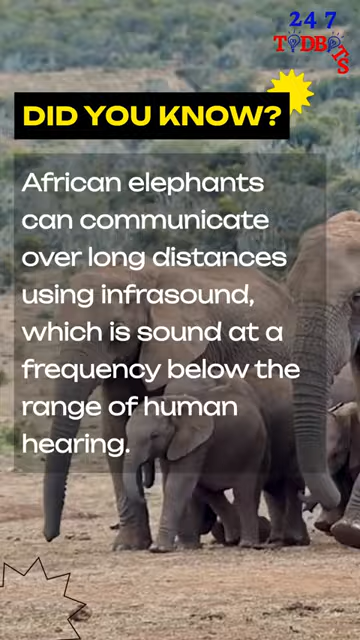 24 7
TIDBITS
DID YOU KNOW?
African elephants
can communicate
over long distances
using infrasound,
which is sound at a
frequency below the
range of human
hearing.